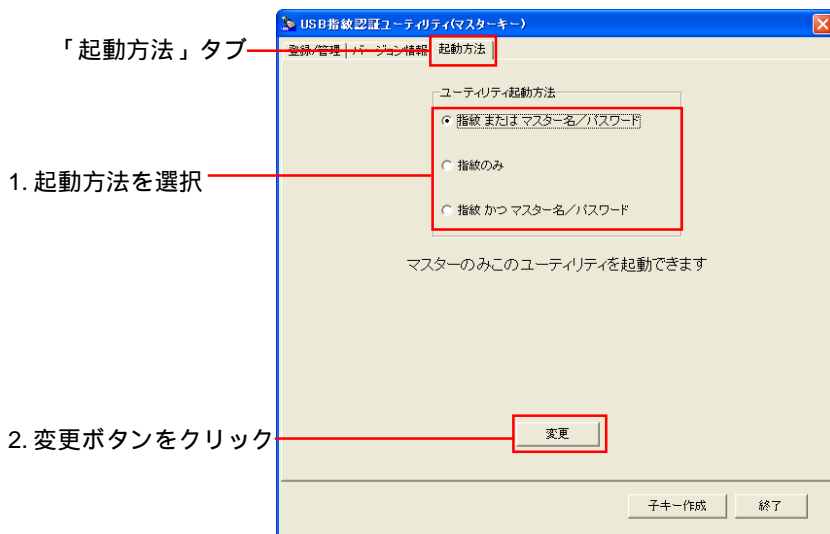 USB指紋認証ユーティリティ(マスターキー)
「起動方法」タブ
登録/管理 バージョン情報 起動方法
ユーティリティ起動方法
指紋 または マスター名／パスワード
1. 起動方法を選択
指紋のみ
指紋 かつ マスター名／パスワード
マスターのみこのユーティリティを起動できます
2. 変更ボタンをクリック
変更
子キー作成 終了